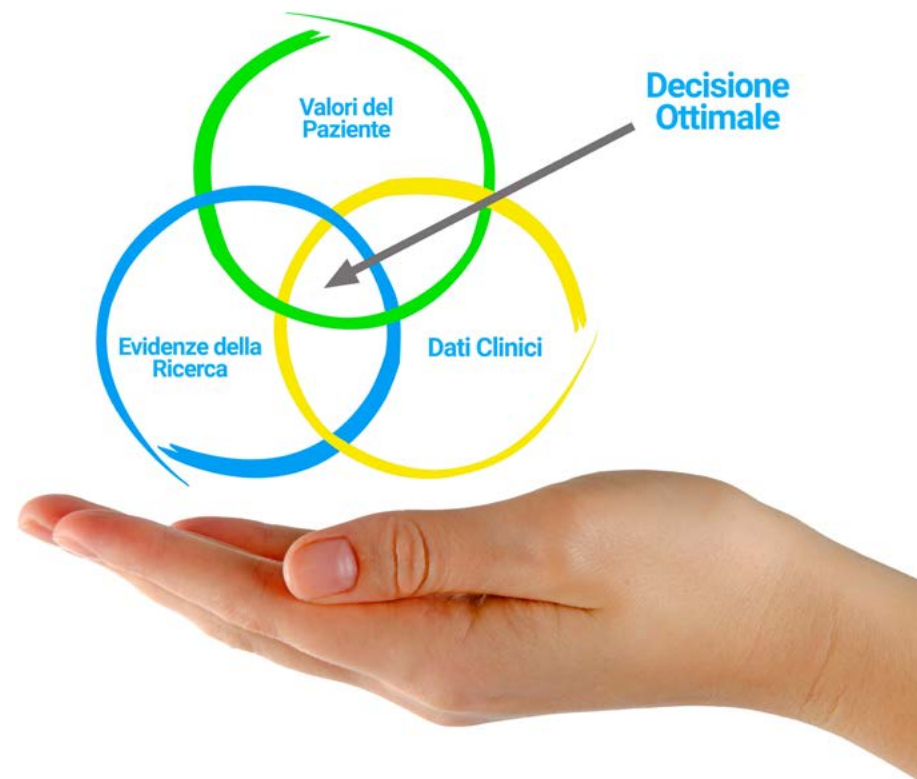 Valori del
Paziente
Decisione
Ottimale
Evidenze della
Ricerca
Dati Clinici